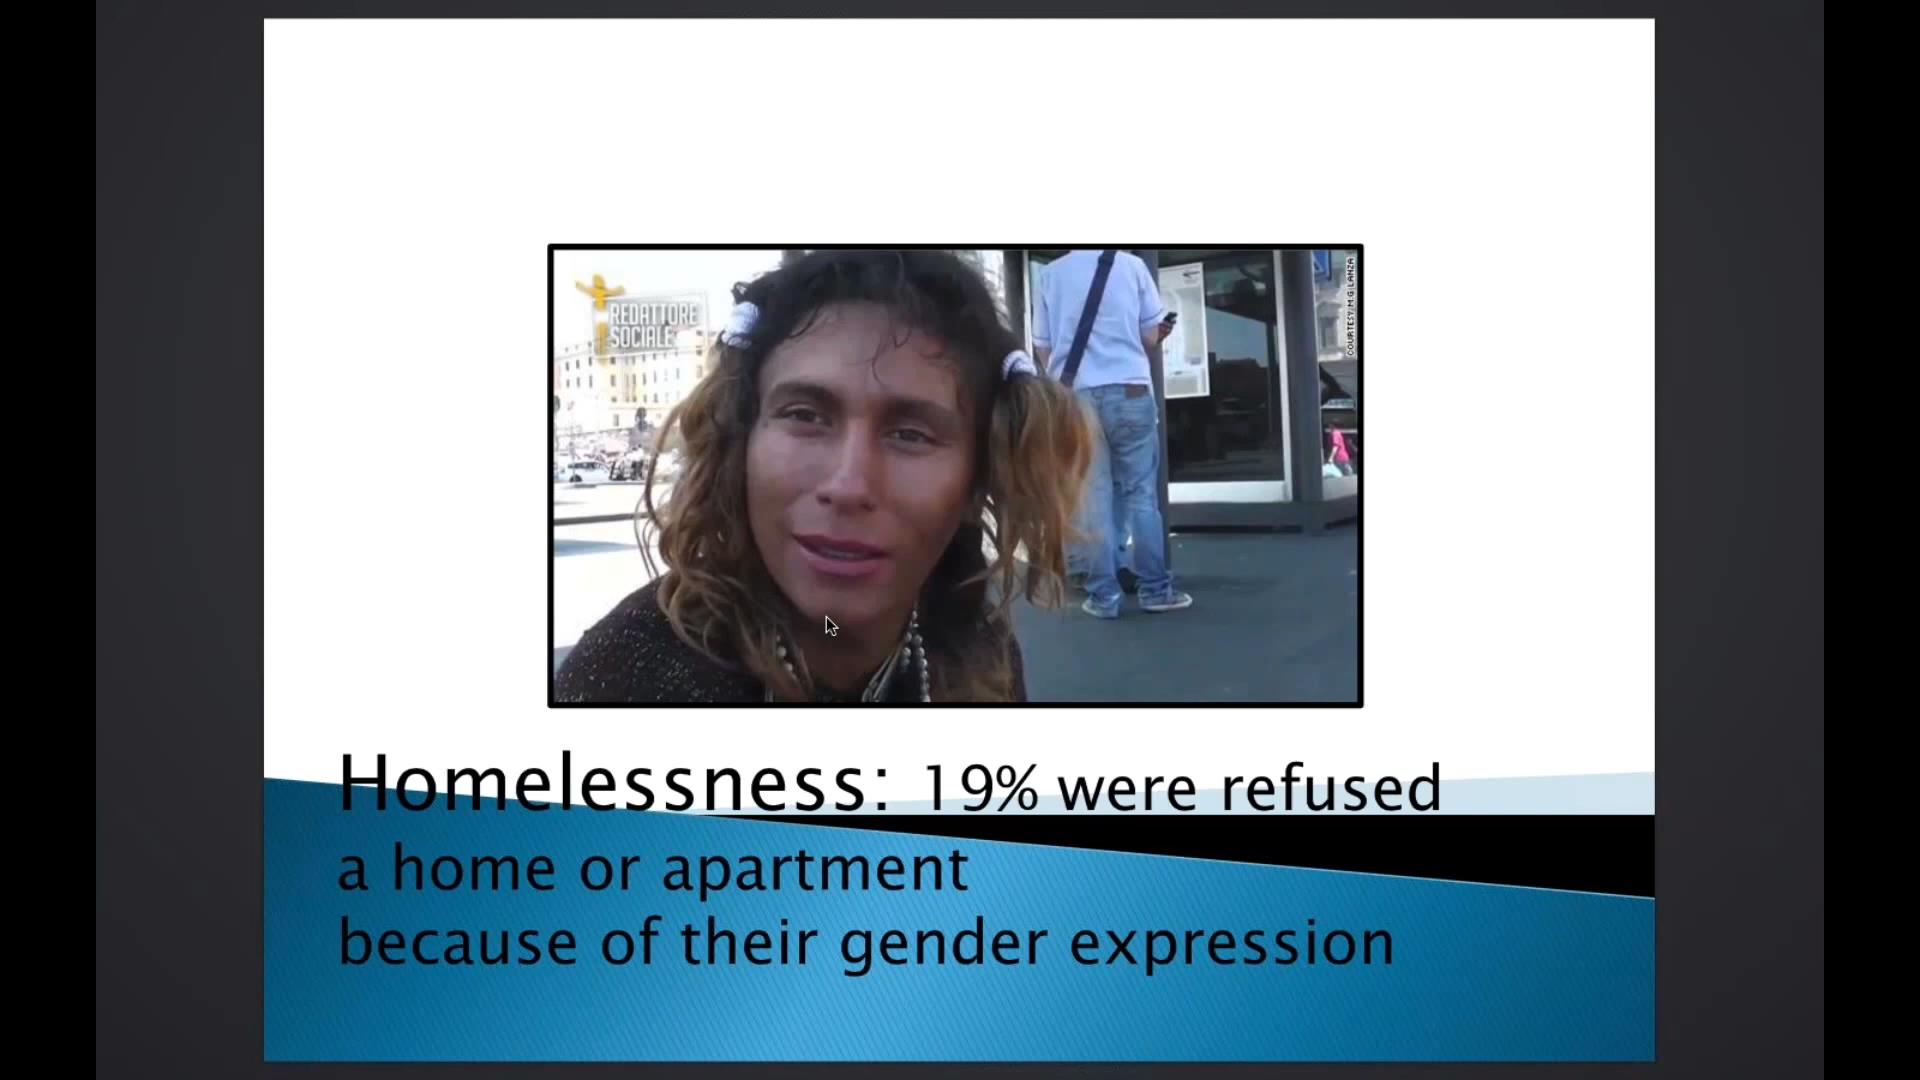 REDATTORE
SOCIALE
COURTESY M.G LANZA
Homelessness: 19% were refused
a home or apartment
because of their gender expression